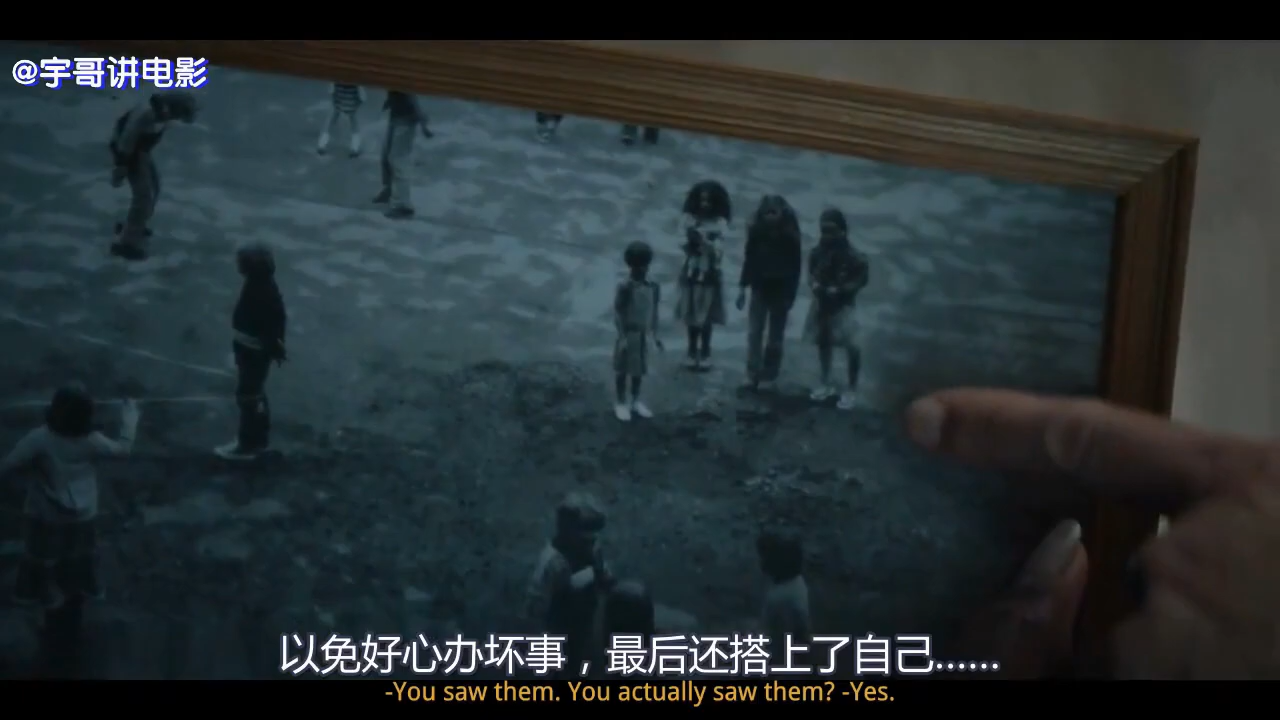 @宇哥讲电影
以免好心办坏事，最后还搭上了自己......
-You saw them. You actually saw them? -Yes.